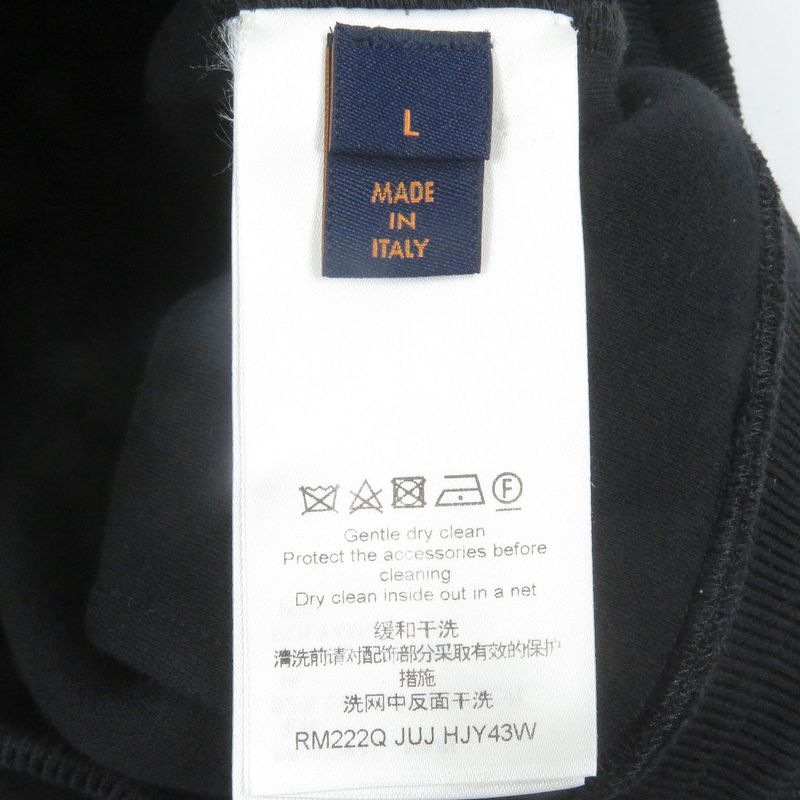 L
MADE
IN
ITALY
F
Gentle dry clean
Protect the accessories before
cleaning
Dry clean inside out in a net
缓和干洗
清洗前请对配饰部分采取有效的保护
措施
洗网中反面干洗
RM222Q JUJ HJY43W